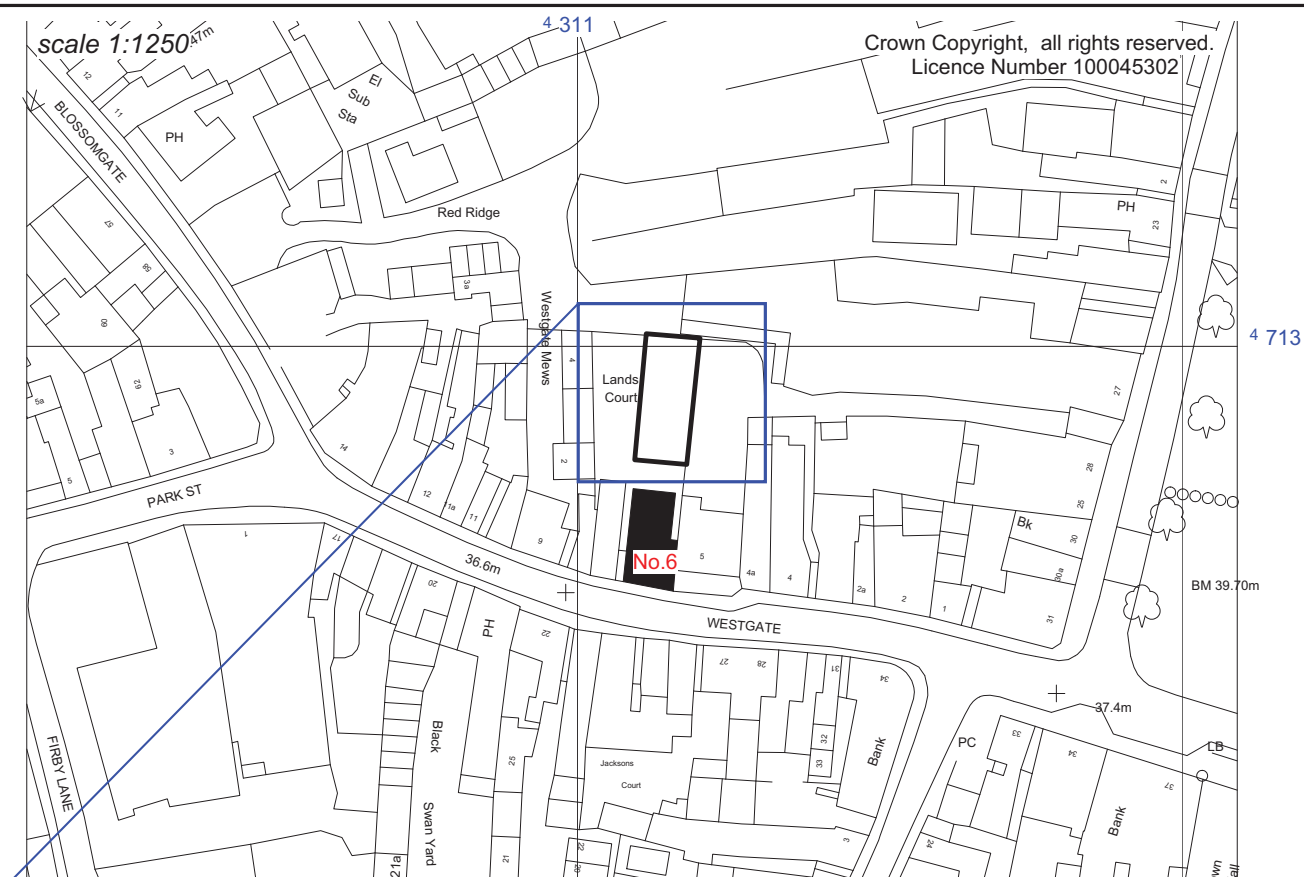 scale 1:1250
47m
4 311
Crown Copyright, all rights reserved.
Licence Number 100045302
12
11
BLOSSOMGATE
PH
El
Sub
Sta
Red Ridge
2
PH
23
57
58
60
62
5a
5
3
3a
Westgate Mews
4
Lands
Court
2
4 713
27
28
25
Bk
30
30a
31
BM 39.70m
PARK ST
14
12
11a
11
9
36.6m
No.6
5
4a
4
2a
2
1
WESTGATE
1
17
20
PH
22
27
28
31
34
37.4m
LB
PC
33
34
37
Bank
FIRBY LANE
Black
Swan Yard
21a
25
21
Jacksons
Court
32
33
Bank
3
22
20
24
wn
all